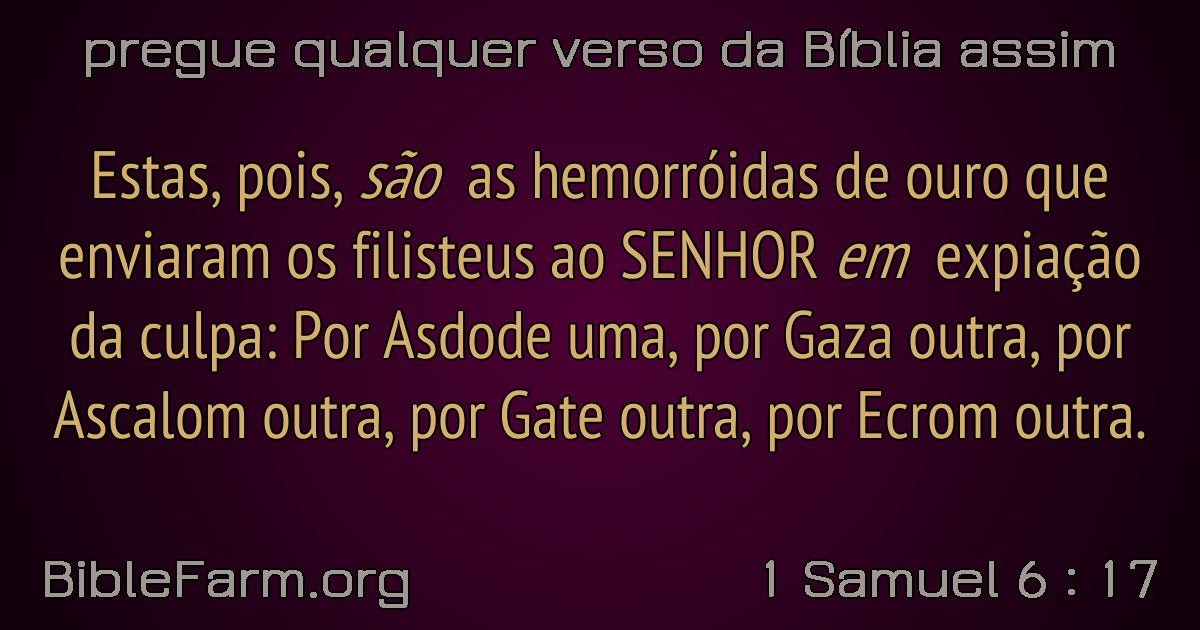 pregue qualquer verso da Bíblia assim
Estas, pois, são as hemorróidas de ouro que
enviaram os filisteus ao SENHOR em expiação
da culpa: Por Asdode uma, por Gaza outra, por
Ascalom outra, por Gate outra, por Ecrom outra.
BibleFarm.org
1 Samuel 6 : 17